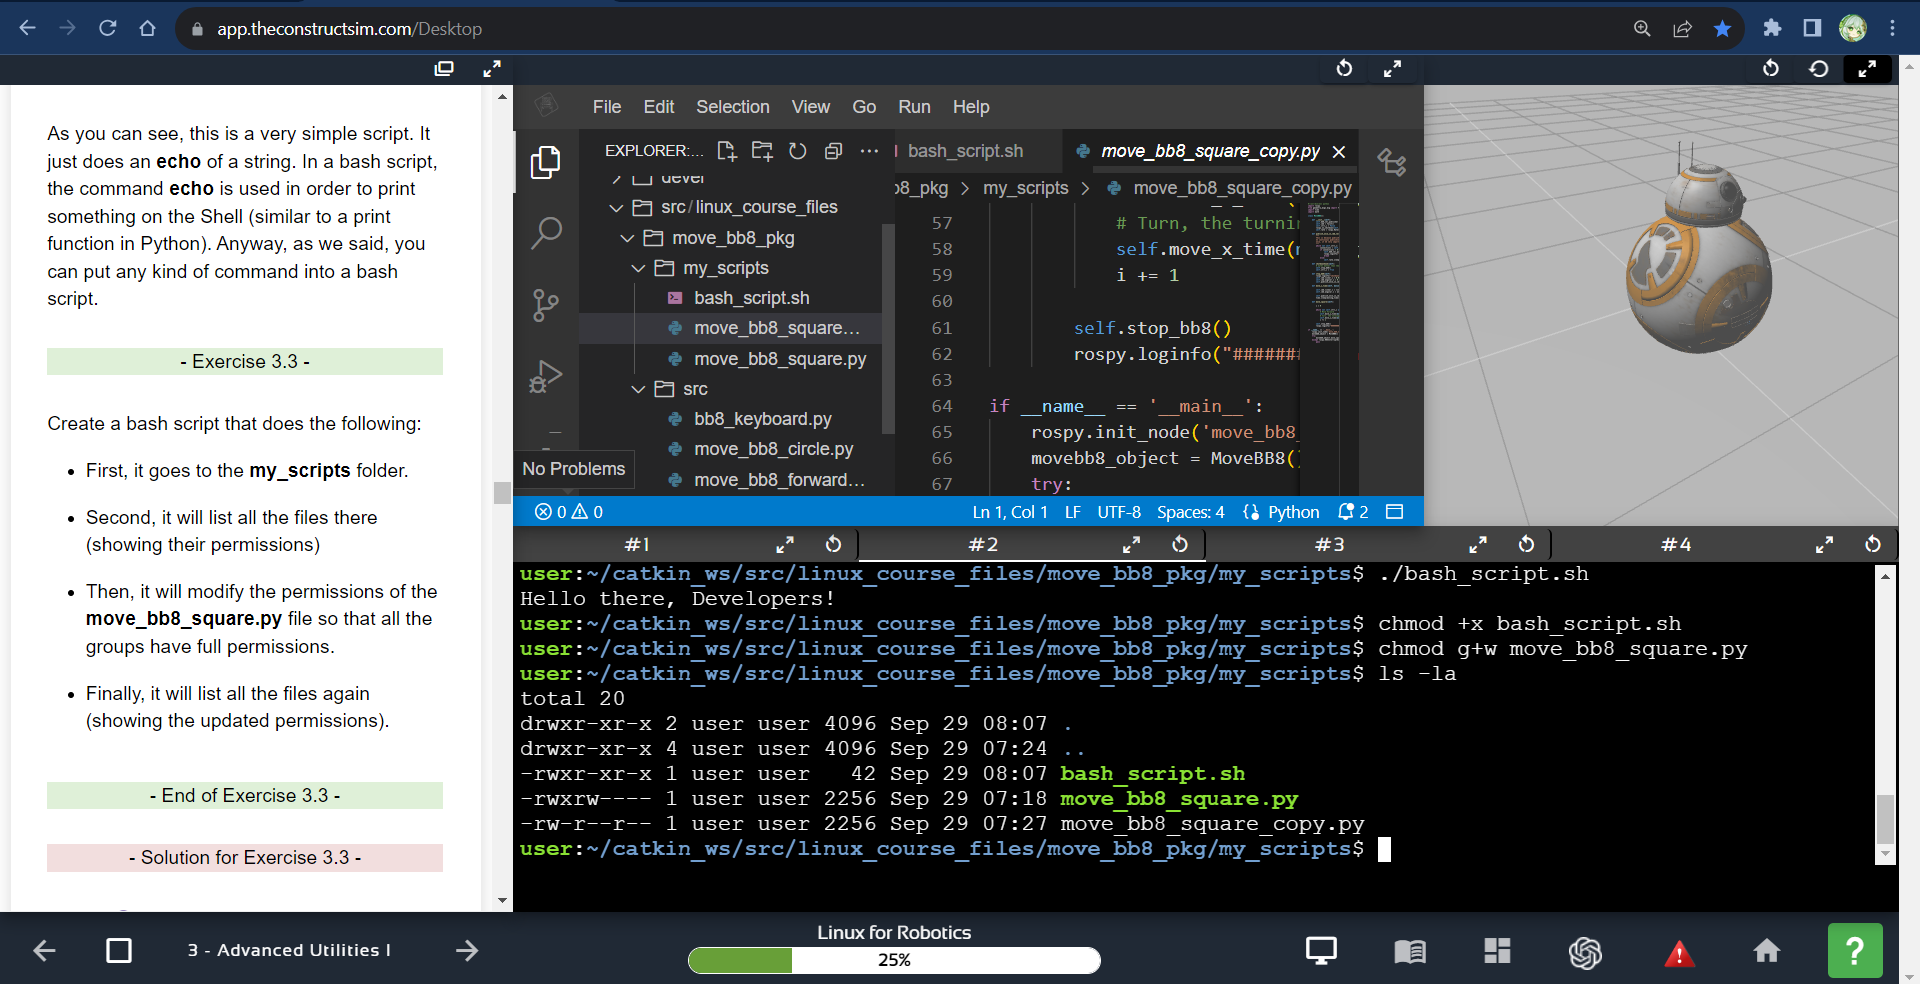 app.theconstructsim.com/Desktop
As you can see, this is a very simple script. It
just does an echo of a string. In a bash script,
the command echo is used in order to print
something on the Shell (similar to a print
function in Python). Anyway, as we said, you
can put any kind of command into a bash
script.
- Exercise 3.3 -
Create a bash script that does the following:
First, it goes to the my_scripts folder.
Second, it will list all the files there
(showing their permissions)
Then, it will modify the permissions of the
move_bb8_square.py file so that all the
groups have full permissions.
Finally, it will list all the files again
(showing the updated permissions).
- End of Exercise 3.3 -
- Solution for Exercise 3.3 -
File Edit Selection View Go Run Help
EXPLORER:...
devel
src/linux_course_files
move_bb8_pkg
my_scripts
bash_script.sh
move_bb8_square...
move_bb8_square.py
src
bb8_keyboard.py
move_bb8_circle.py
move_bb8_forward...
No Problems
bash_script.sh move_bb8_square_copy.py
b8_pkg > my_scripts > move_bb8_square_copy.py
57 # Turn, the turnin
58 self.move_x_time(
59 i += 1
60
61 self.stop_bb8()
62 rospy.loginfo("#######
63
64 if __name__ == '__main__':
65 rospy.init_node('move_bb8_
66 movebb8_object = MoveBB8()
67 try:
0 0 Ln 1, Col 1 LF UTF-8 Spaces: 4 Python 2
#1 #2 #3 #4
user:~/catkin_ws/src/linux_course_files/move_bb8_pkg/my_scripts$ ./bash_script.sh
Hello there, Developers!
user:~/catkin_ws/src/linux_course_files/move_bb8_pkg/my_scripts$ chmod +x bash_script.sh
user:~/catkin_ws/src/linux_course_files/move_bb8_pkg/my_scripts$ chmod g+w move_bb8_square.py
user:~/catkin_ws/src/linux_course_files/move_bb8_pkg/my_scripts$ ls -la
total 20
drwxr-xr-x 2 user user 4096 Sep 29 08:07 .
drwxr-xr-x 4 user user 4096 Sep 29 07:24 ..
-rwxr-xr-x 1 user user   42 Sep 29 08:07 bash_script.sh
-rwxrw---- 1 user user 2256 Sep 29 07:18 move_bb8_square.py
-rw-r--r-- 1 user user 2256 Sep 29 07:27 move_bb8_square_copy.py
user:~/catkin_ws/src/linux_course_files/move_bb8_pkg/my_scripts$
3 - Advanced Utilities I
Linux for Robotics
25%
?